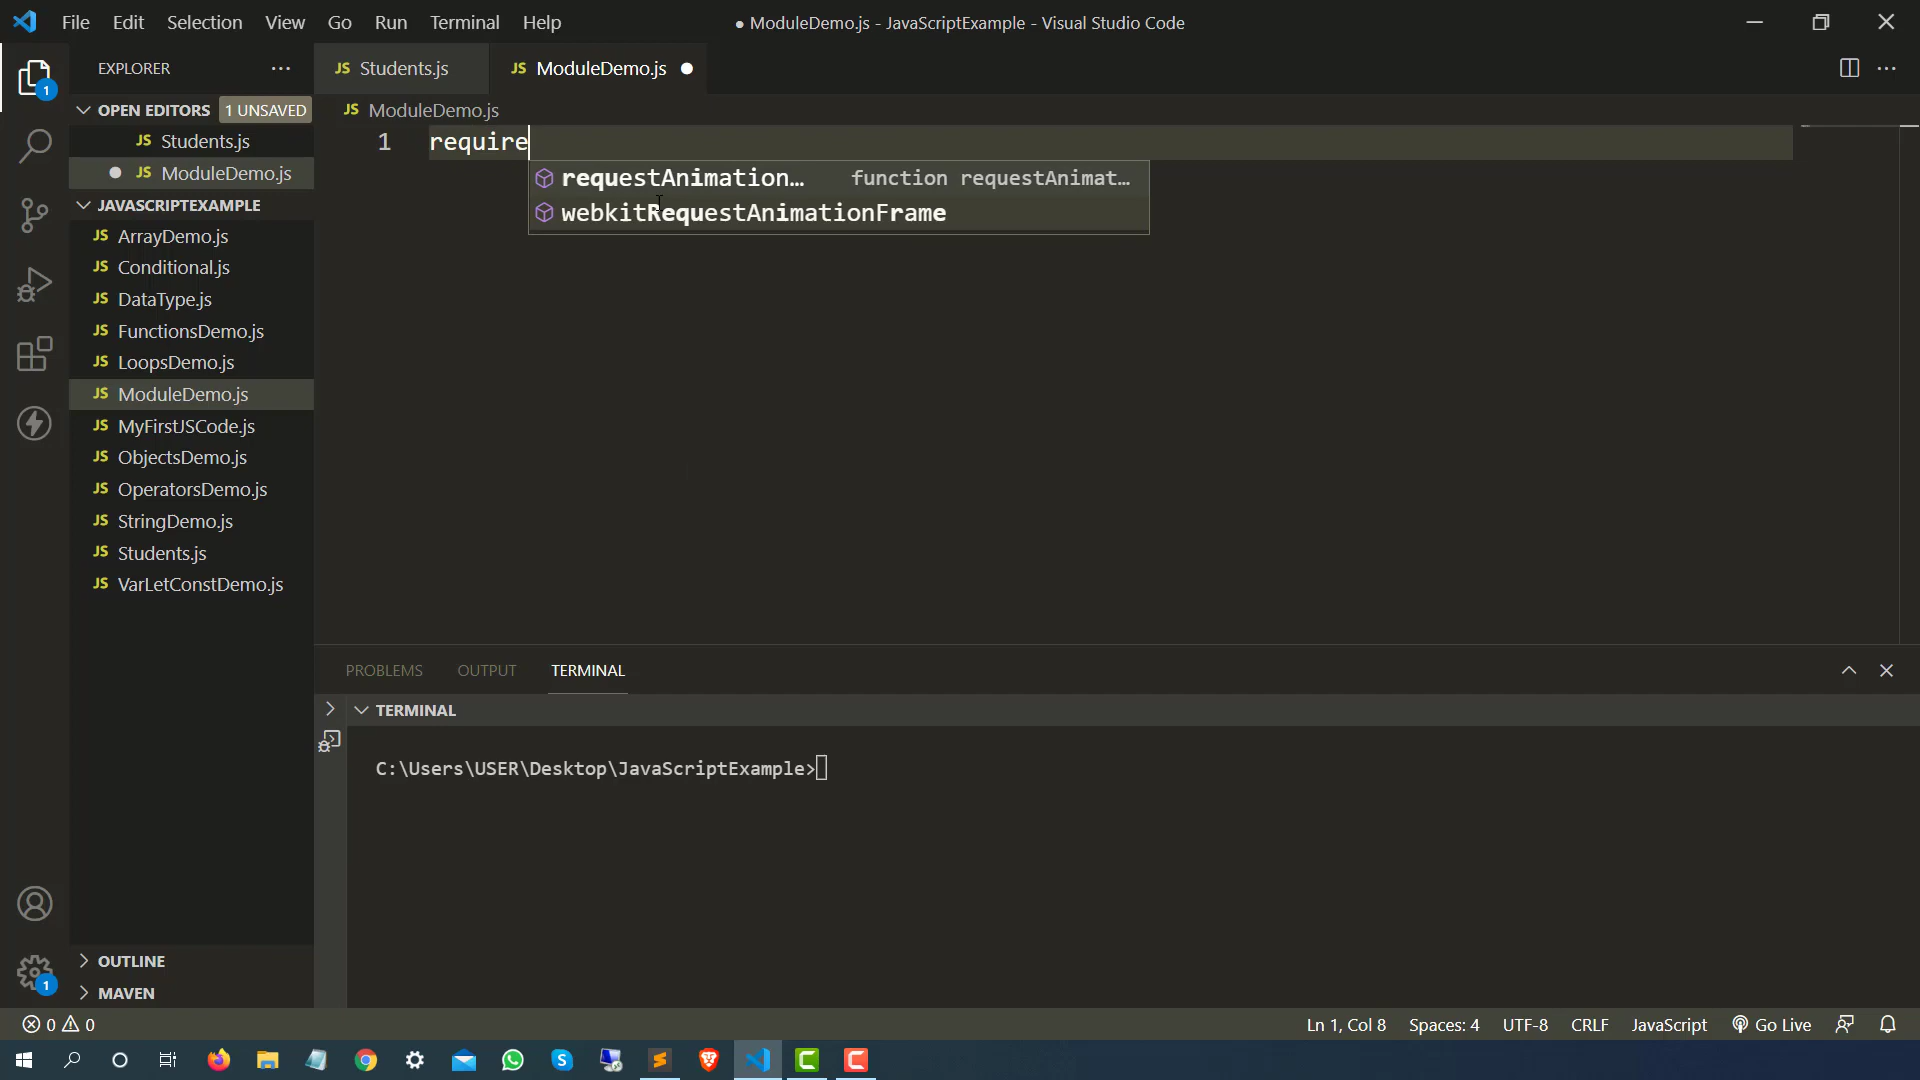 File Edit Selection View Go Run Terminal Help
● ModuleDemo.js - JavaScriptExample - Visual Studio Code
EXPLORER
JS Students.js
JS ModuleDemo.js
1
OPEN EDITORS 1 UNSAVED
JS Students.js
JS ModuleDemo.js
JAVASCRIPTEXAMPLE
JS ArrayDemo.js
JS Conditional.js
JS DataType.js
JS FunctionsDemo.js
JS LoopsDemo.js
JS ModuleDemo.js
JS MyFirstJSCode.js
JS ObjectsDemo.js
JS OperatorsDemo.js
JS StringDemo.js
JS Students.js
JS VarLetConstDemo.js
OUTLINE
MAVEN
1
JS ModuleDemo.js
1 require
requestAnimation… function requestAnimat…
webkitRequestAnimationFrame
PROBLEMS OUTPUT TERMINAL
TERMINAL
C:\Users\USER\Desktop\JavaScriptExample>
0 0
Ln 1, Col 8 Spaces: 4 UTF-8 CRLF JavaScript Go Live